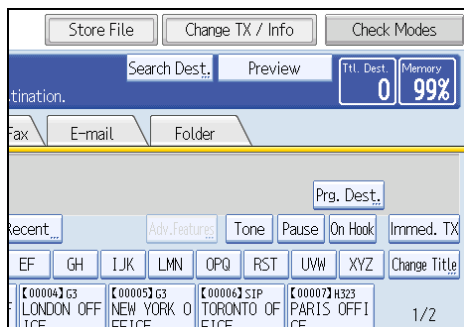 Store File Change TX / Info Check Modes
Search Dest. Preview Ttl. Dest. Memory
tination. 0 99%
Fax E-mail Folder
Prg. Dest.
Recent Adv.Features Tone Pause On Hook Immed. TX
EF GH IJK LMN OPQ RST UVW XYZ Change Title
【00004】G3 【00005】G3 【00006】SIP 【00007】H323
F LONDON OFF NEW YORK O TORONTO OF PARIS OFFI 1/2
ICE FFICE FICE CE